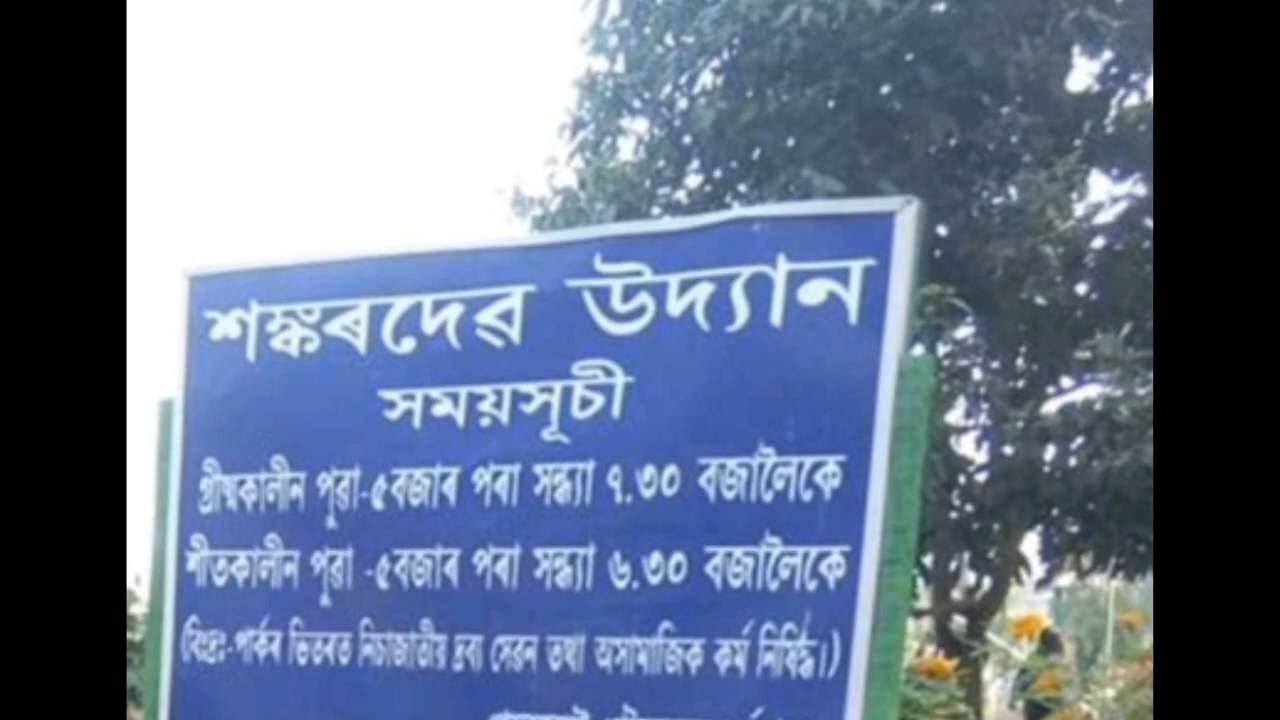 শঙ্কৰদেৱ উদ্যান
সময়সূচী
গ্ৰীষ্মকালীন পুৱা-৫বজাৰ পৰা সন্ধ্যা ৭.৩০ বজালৈকে
শীতকালীন পুৱা -৫বজাৰ পৰা সন্ধ্যা ৬.৩০ বজালৈকে
(বিঃদ্ৰঃ-পাৰ্কৰ ভিতৰত নিচাজাতীয় দ্ৰব্য সেৱন তথা অসামাজিক কৰ্ম নিষিদ্ধ।)